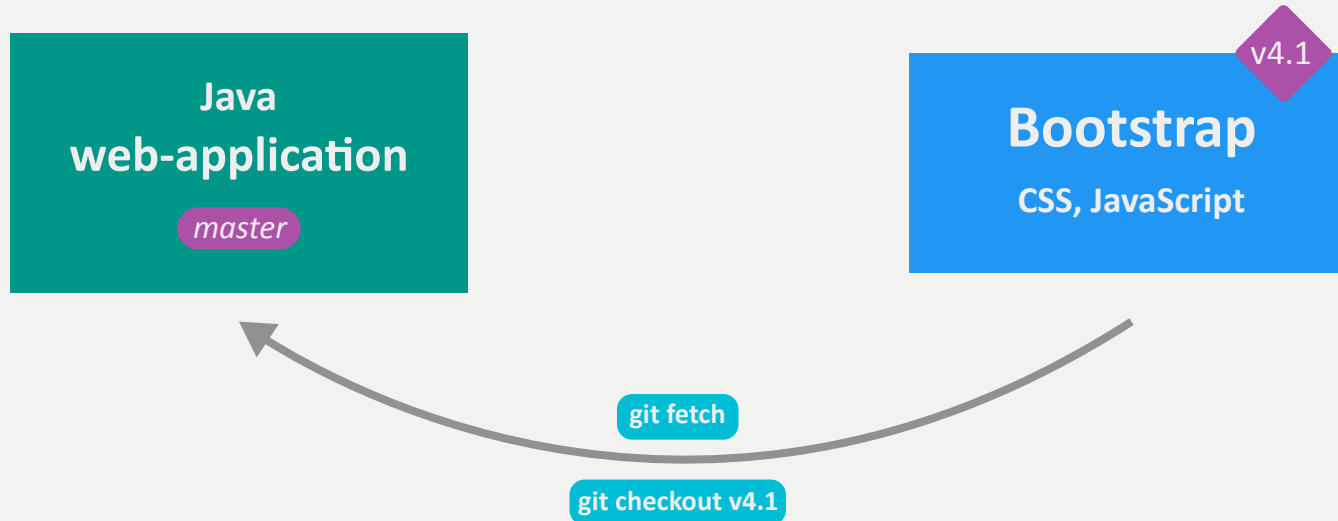 Java
web-application
master
v4.1
Bootstrap
CSS, JavaScript
git fetch
git checkout v4.1